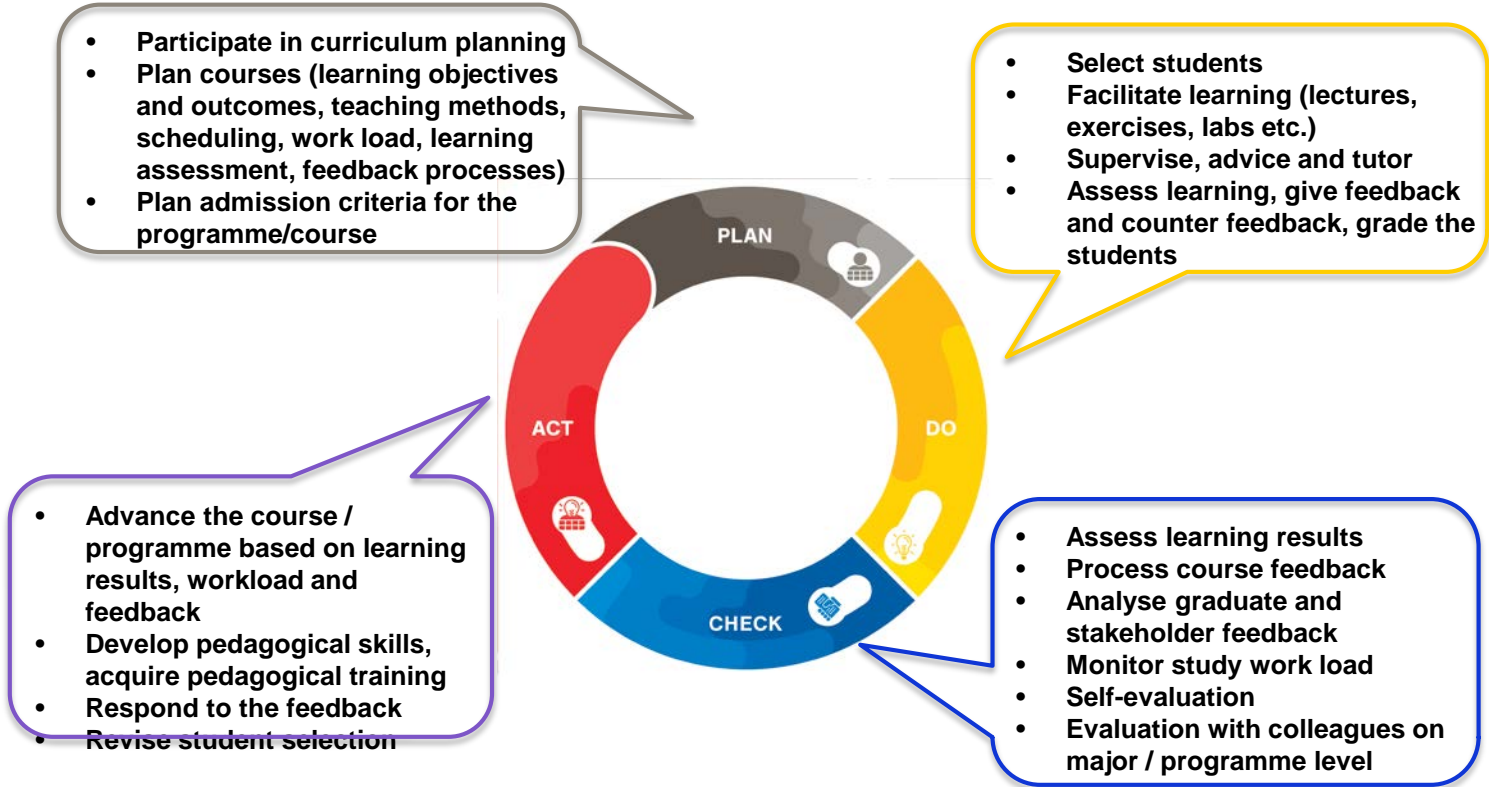 • Participate in curriculum planning
• Plan courses (learning objectives
and outcomes, teaching methods,
scheduling, work load, learning
assessment, feedback processes)
• Plan admission criteria for the
programme/course
• Select students
• Facilitate learning (lectures,
exercises, labs etc.)
• Supervise, advice and tutor
• Assess learning, give feedback
and counter feedback, grade the
students
PLAN
ACT
DO
CHECK
• Advance the course /
programme based on learning
results, workload and
feedback
• Develop pedagogical skills,
acquire pedagogical training
• Respond to the feedback
• Revise student selection
• Assess learning results
• Process course feedback
• Analyse graduate and
stakeholder feedback
• Monitor study work load
• Self-evaluation
• Evaluation with colleagues on
major / programme level